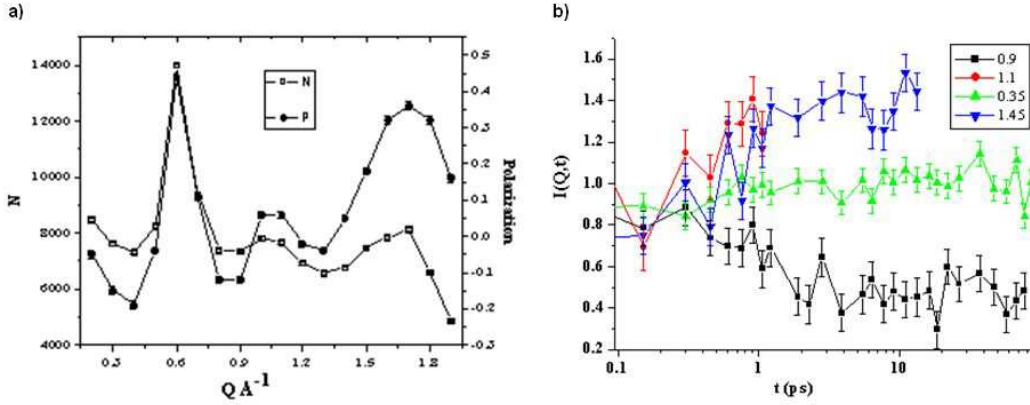 a)
14000
12000
10000
8000
6000
4000
N
0.5
0.4
0.3
0.2
0.1
0.0
-0.1
-0.2
-0.3
Polarization
N
P
0.3 0.6 0.9 1.2 1.5 1.8
Q Å-1
b)
1.6
1.4
1.2
1.0
0.8
0.6
0.4
0.2
I(Q,t)
0.9
1.1
0.35
1.45
0.1 1 10
t (ps)